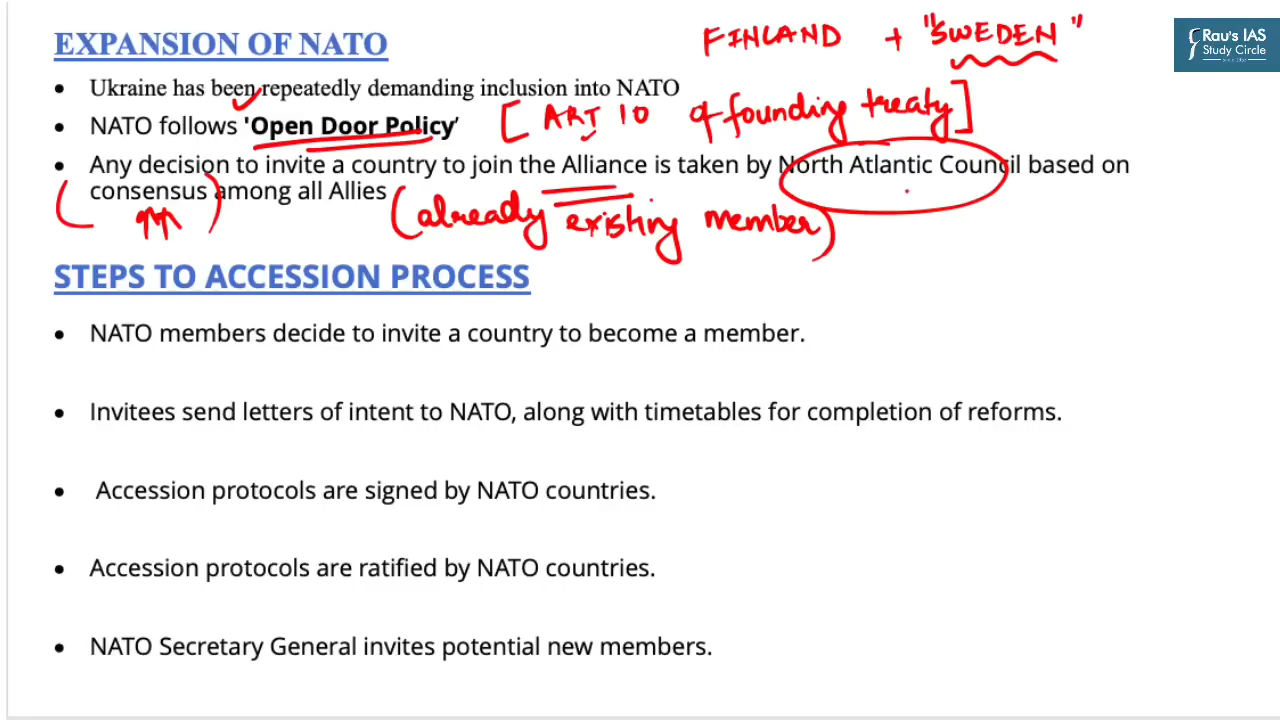 FINLAND + "SWEDEN"
Rau's IAS
Study Circle
EXPANSION OF NATO
• Ukraine has been repeatedly demanding inclusion into NATO
[ART 10 of founding treaty]
• NATO follows 'Open Door Policy'
• Any decision to invite a country to join the Alliance is taken by North Atlantic Council based on
consensus among all Allies
(already existing member)
STEPS TO ACCESSION PROCESS
• NATO members decide to invite a country to become a member.
• Invitees send letters of intent to NATO, along with timetables for completion of reforms.
• Accession protocols are signed by NATO countries.
• Accession protocols are ratified by NATO countries.
• NATO Secretary General invites potential new members.